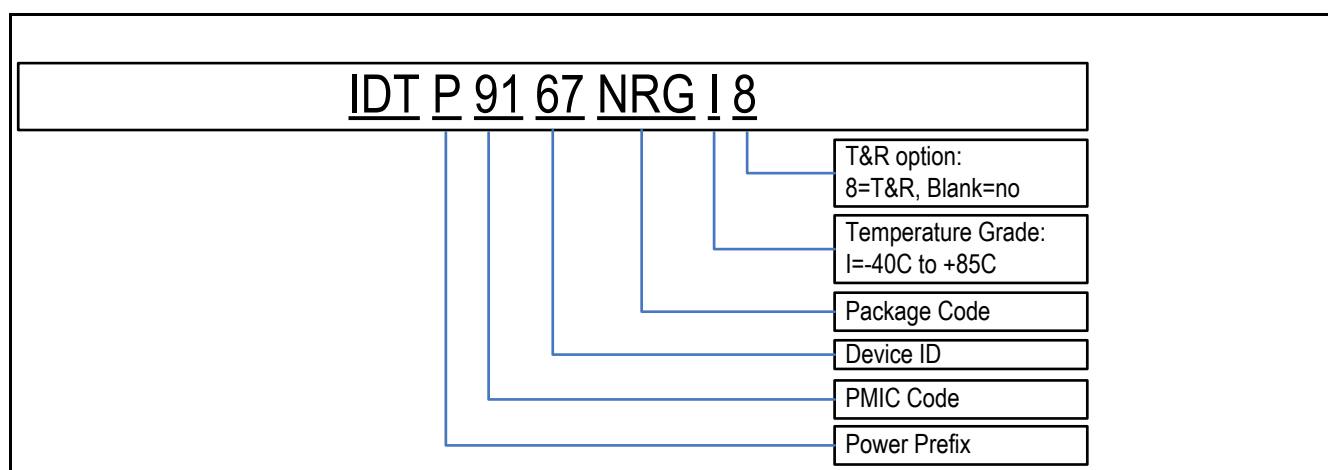 IDT P 91 67 NRG I 8
T&R option:
8=T&R, Blank=no
Temperature Grade:
I=-40C to +85C
Package Code
Device ID
PMIC Code
Power Prefix